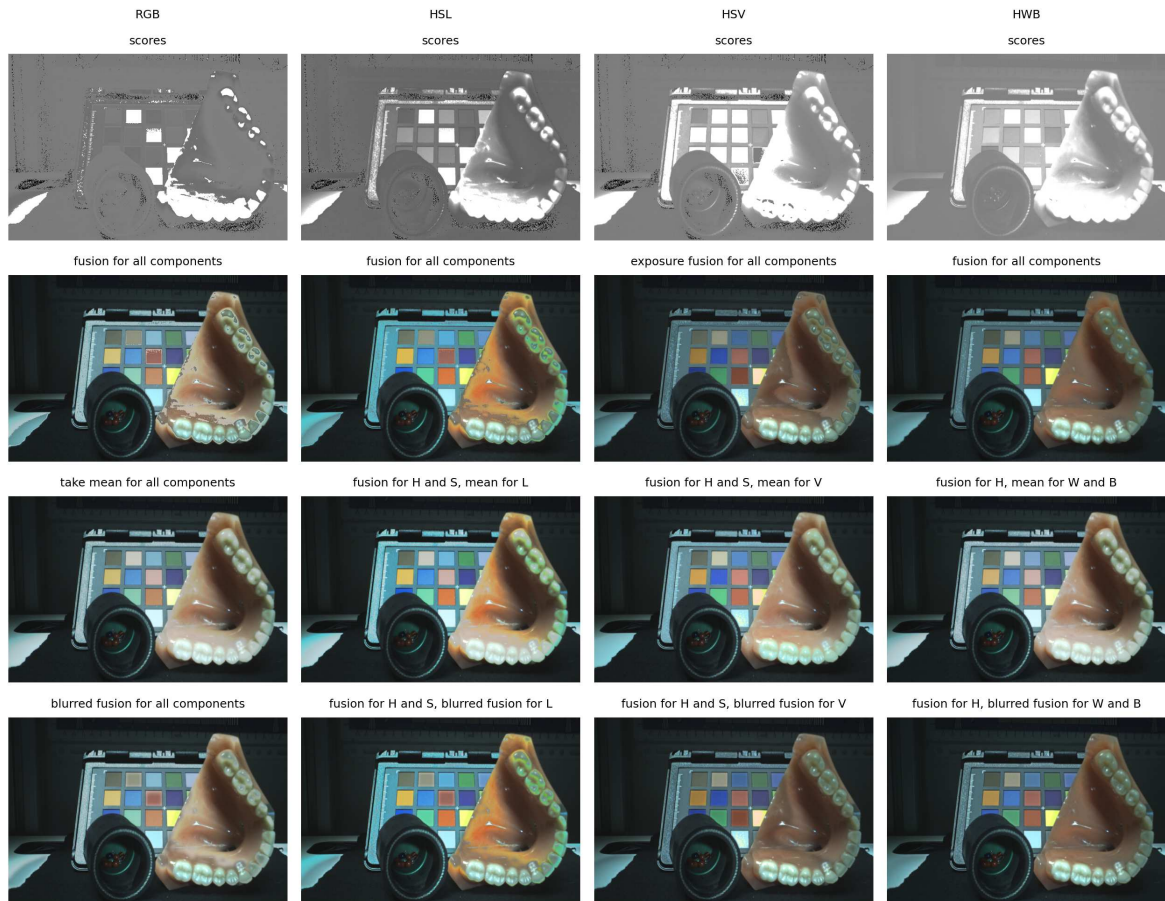 RGB
HSL
HSV
HWB
scores
scores
scores
scores
fusion for all components
fusion for all components
exposure fusion for all components
fusion for all components
take mean for all components
fusion for H and S, mean for L
fusion for H and S, mean for V
fusion for H, mean for W and B
blurred fusion for all components
fusion for H and S, blurred fusion for L
fusion for H and S, blurred fusion for V
fusion for H, blurred fusion for W and B